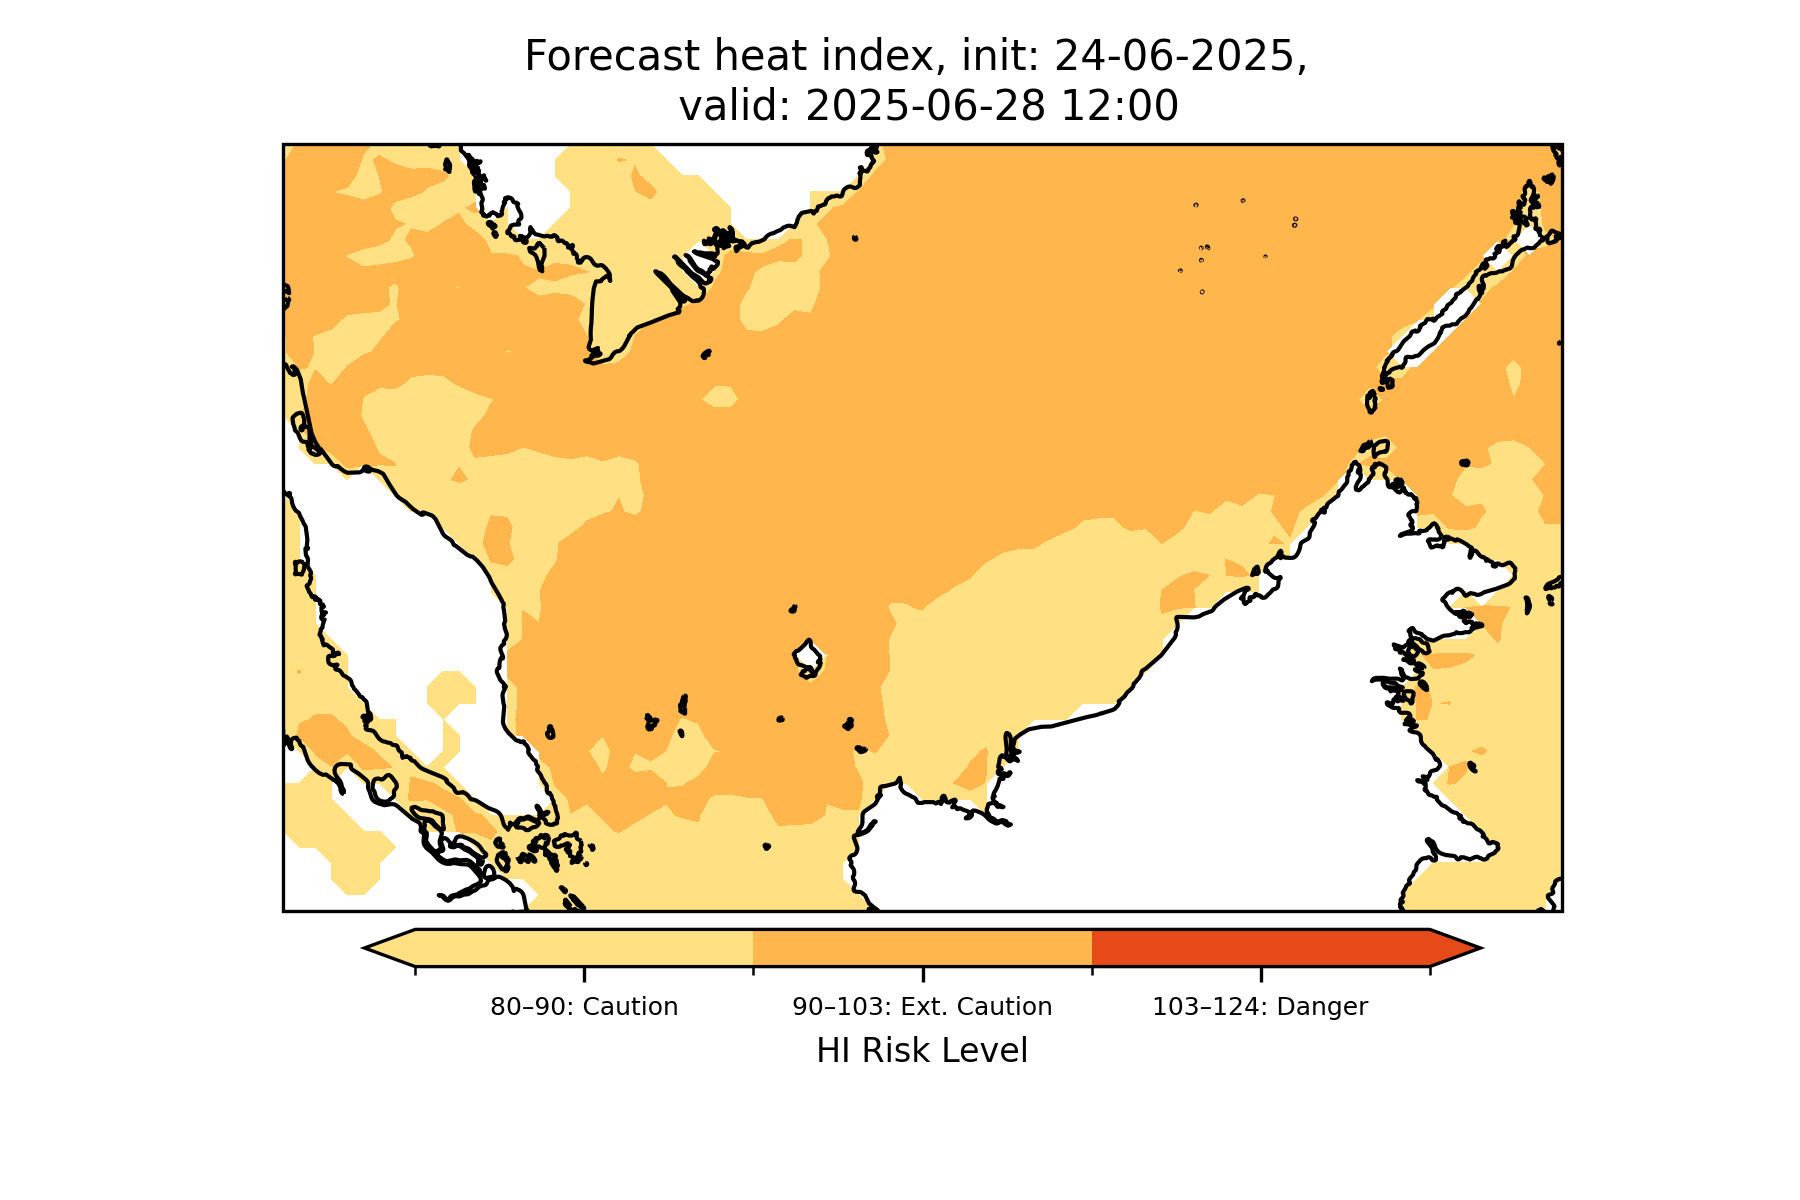 Forecast heat index, init: 24-06-2025,
valid: 2025-06-28 12:00
80–90: Caution
90–103: Ext. Caution
103–124: Danger
HI Risk Level